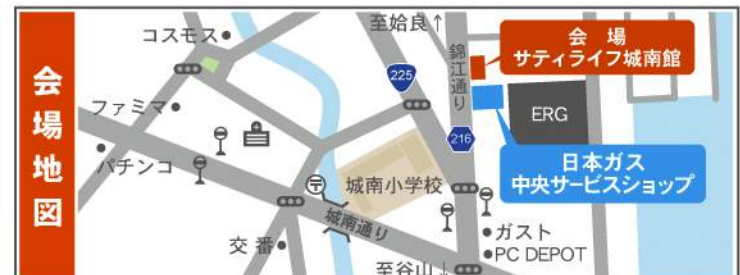 会場地図
コスモス
至姶良↑
会 場
サティライフ城南館
錦江通り
225
ファミマ
ERG
216
パチンコ
日本ガス
中央サービスショップ
〒
城南小学校
城南通り
ガスト
交番
PC DEPOT
至谷山↓